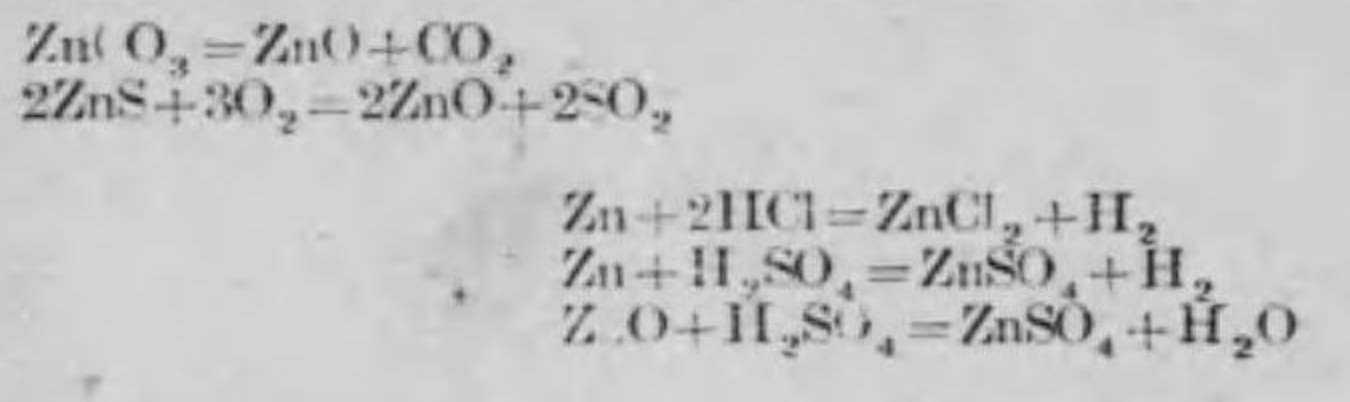 ZnCO₃=ZnO+CO₂
2ZnS+3O₂=2ZnO+2SO₂
Zn+2HCl=ZnCl₂+H₂
Zn+H₂SO₄=ZnSO₄+H₂
ZnO+H₂SO₄=ZnSO₄+H₂O